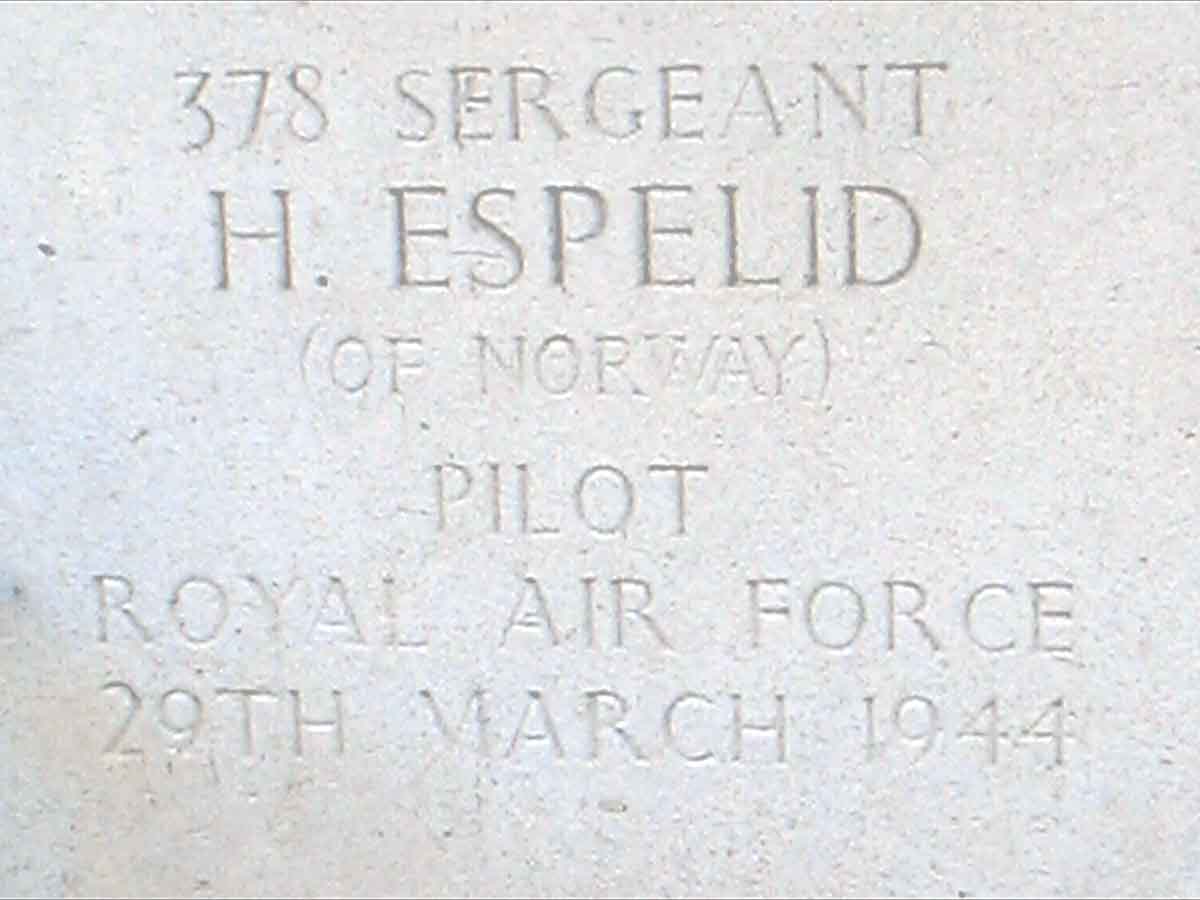 378 SERGEANT
H. ESPELID
(OF NORWAY)
PILOT
ROYAL AIR FORCE
29TH MARCH 1944